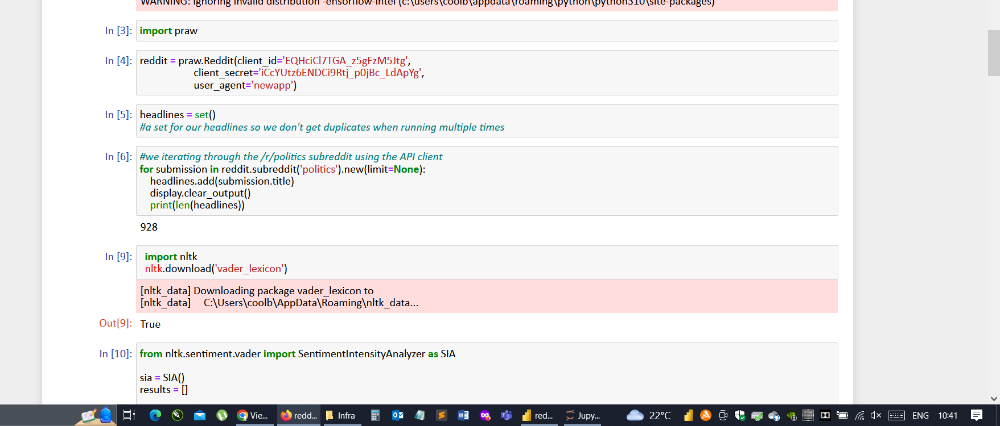 WARNING: Ignoring invalid distribution -ensorflow-intel (c:\users\coolb\appdata\roaming\python\python310\site-packages)
In [3]: import praw
In [4]: reddit = praw.Reddit(client_id='EQHciCl7TGA_z5gFzM5Jtg',
client_secret='iCcYUtz6ENDCi9Rtj_p0jBc_LdApYg',
user_agent='newapp')
In [5]: headlines = set()
#a set for our headlines so we don't get duplicates when running multiple times
In [6]: #we iterating through the /r/politics subreddit using the API client
for submission in reddit.subreddit('politics').new(limit=None):
headlines.add(submission.title)
display.clear_output()
print(len(headlines))
928
In [9]: import nltk
nltk.download('vader_lexicon')
[nltk_data] Downloading package vader_lexicon to
[nltk_data] C:\Users\coolb\AppData\Roaming\nltk_data...
Out[9]: True
In [10]: from nltk.sentiment.vader import SentimentIntensityAnalyzer as SIA
sia = SIA()
results = []
Vie... redd... Infra red... Jupy... 22°C ENG 10:41